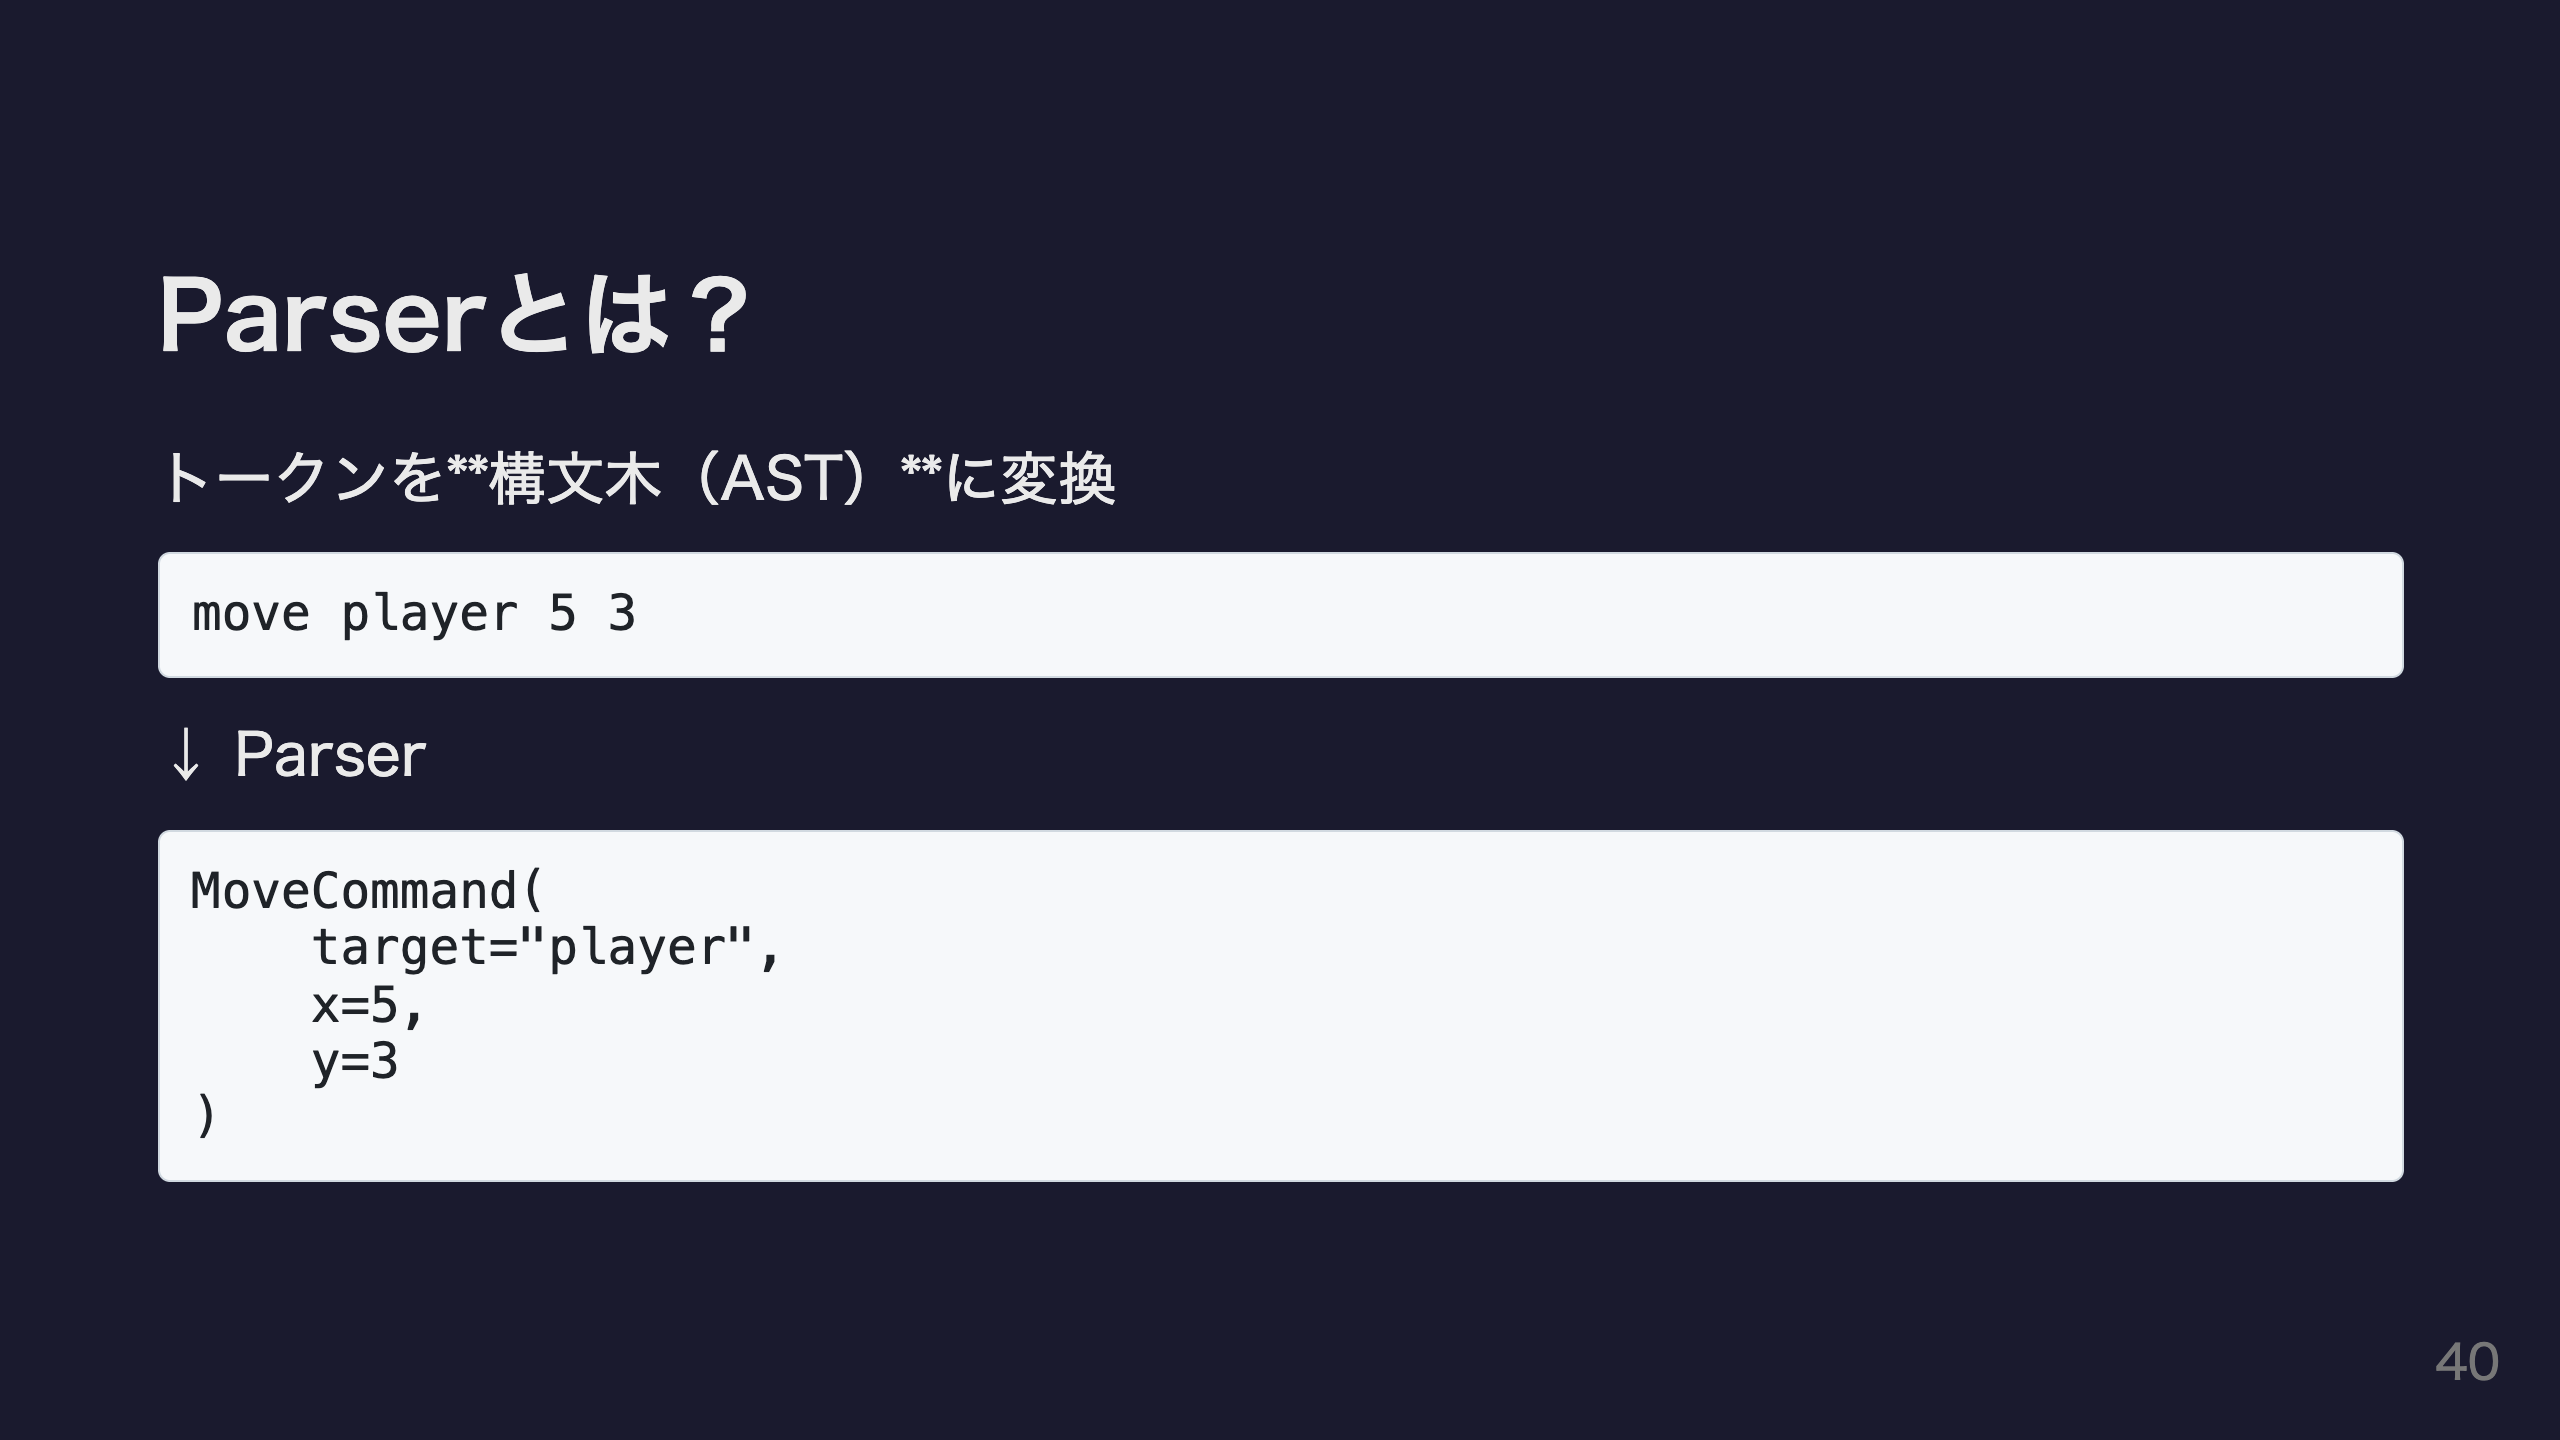 Parserとは？
トークンを**構文木（AST）**に変換
move player 5 3
↓ Parser
MoveCommand(
    target="player",
    x=5,
    y=3
)
40